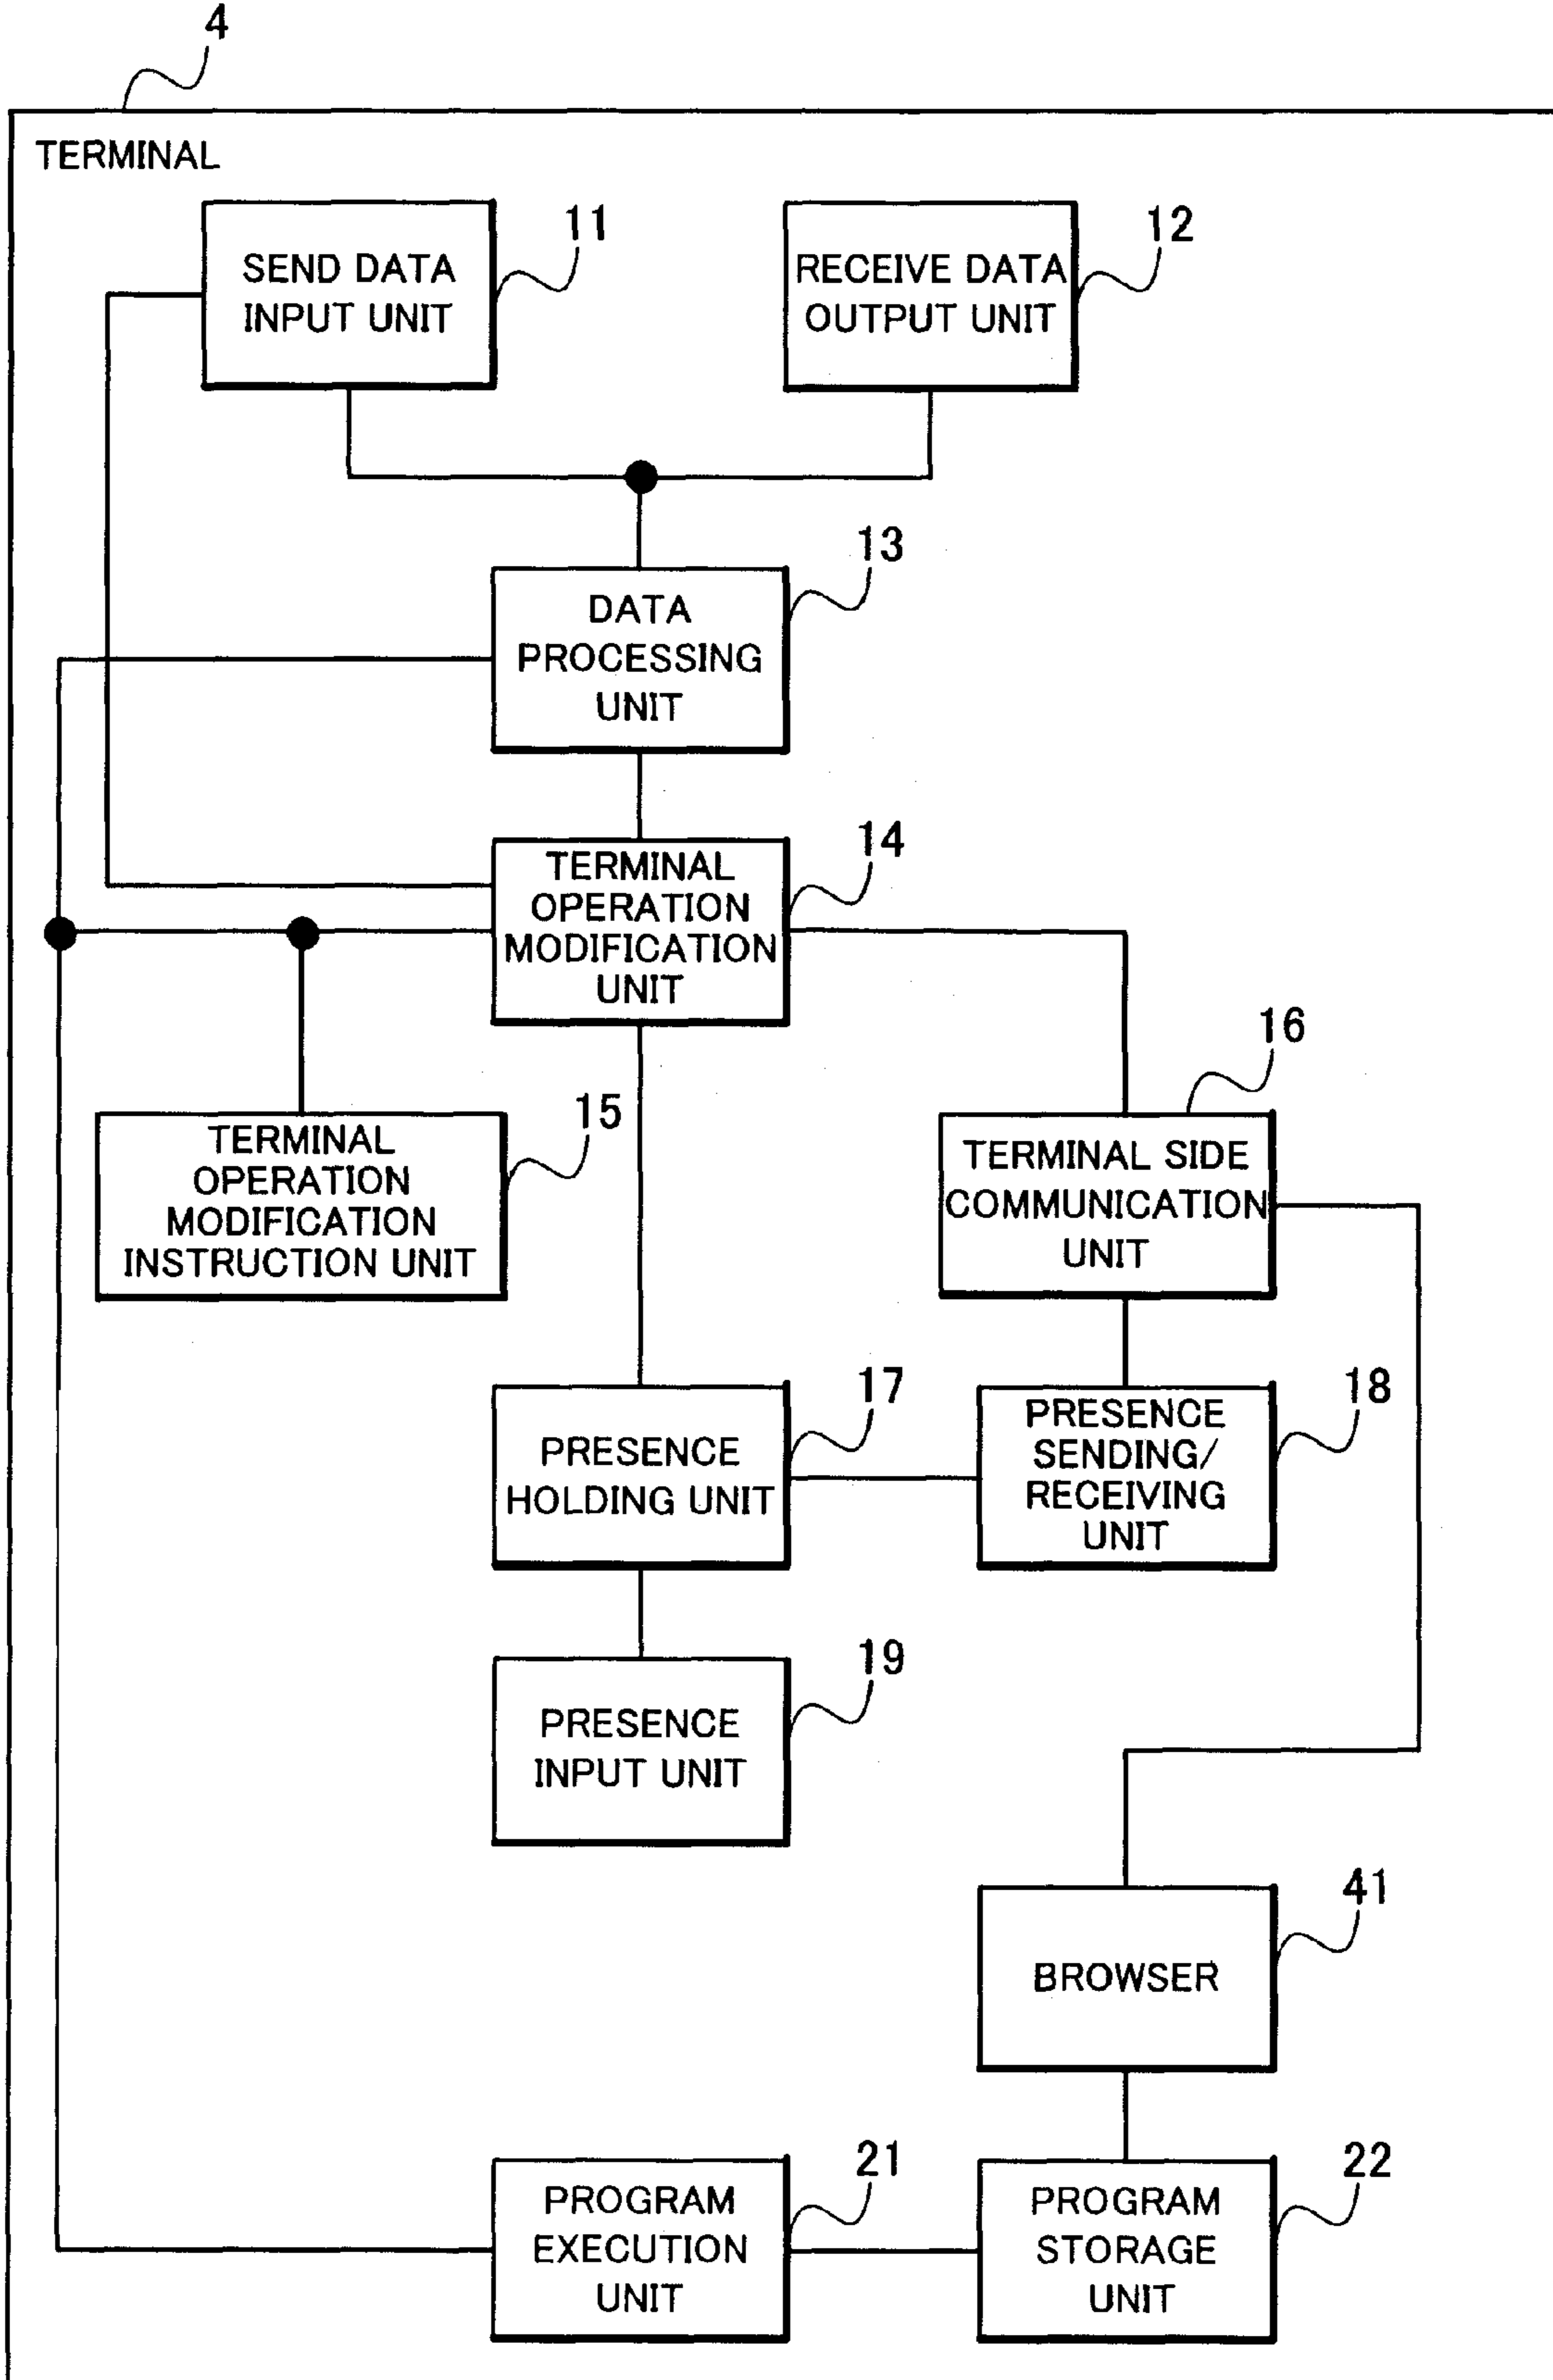 4
TERMINAL
SEND DATA
INPUT UNIT
11
RECEIVE DATA
OUTPUT UNIT
12
DATA
PROCESSING
UNIT
13
TERMINAL
OPERATION
MODIFICATION
UNIT
14
TERMINAL
OPERATION
MODIFICATION
INSTRUCTION UNIT
15
TERMINAL SIDE
COMMUNICATION
UNIT
16
PRESENCE
HOLDING UNIT
17
PRESENCE
SENDING/
RECEIVING
UNIT
18
PRESENCE
INPUT UNIT
19
BROWSER
41
PROGRAM
EXECUTION
UNIT
21
PROGRAM
STORAGE
UNIT
22